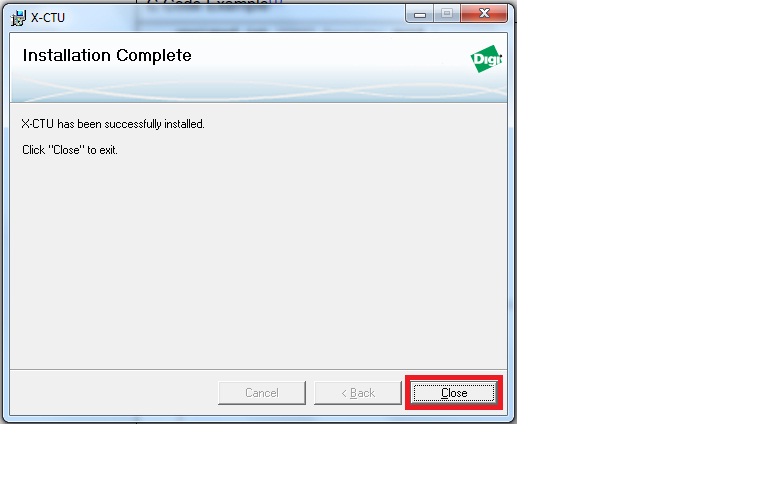 X-CTU
Installation Complete
Digi
X-CTU has been successfully installed.
Click "Close" to exit.
Cancel
< Back
Close